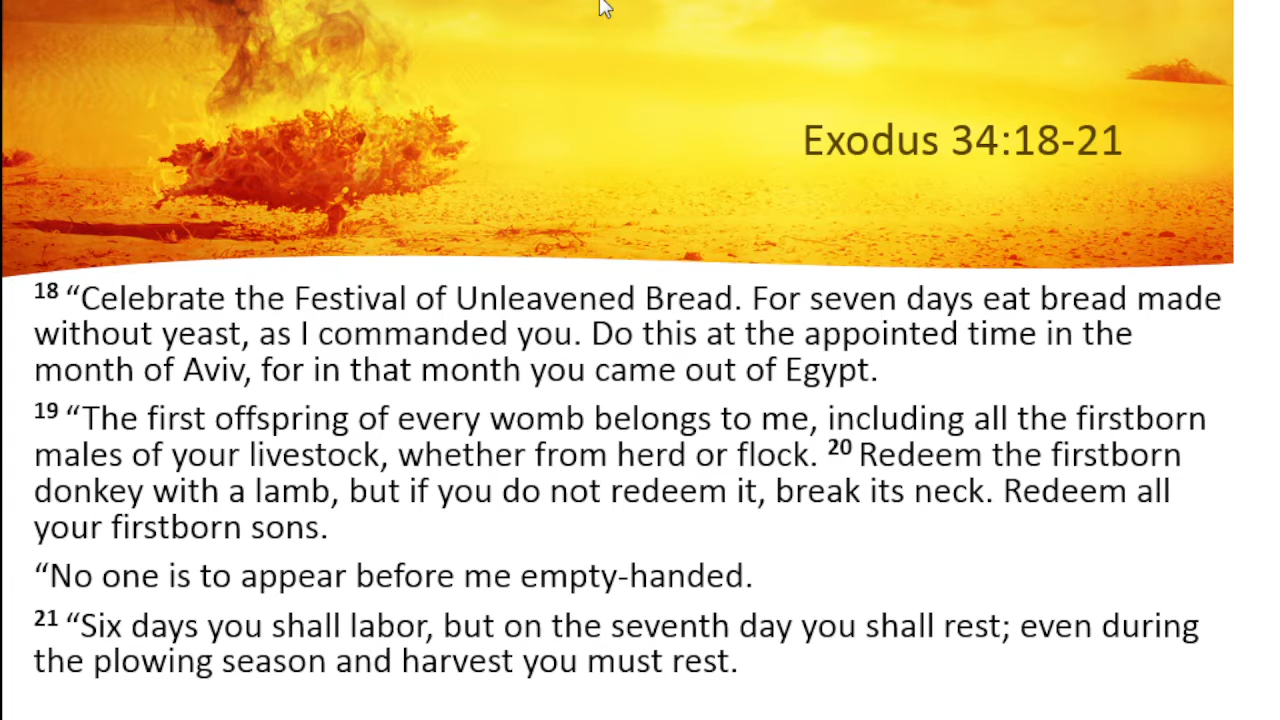 Exodus 34:18-21
18 “Celebrate the Festival of Unleavened Bread. For seven days eat bread made
without yeast, as I commanded you. Do this at the appointed time in the
month of Aviv, for in that month you came out of Egypt.
19 “The first offspring of every womb belongs to me, including all the firstborn
males of your livestock, whether from herd or flock. 20 Redeem the firstborn
donkey with a lamb, but if you do not redeem it, break its neck. Redeem all
your firstborn sons.
“No one is to appear before me empty-handed.
21 “Six days you shall labor, but on the seventh day you shall rest; even during
the plowing season and harvest you must rest.